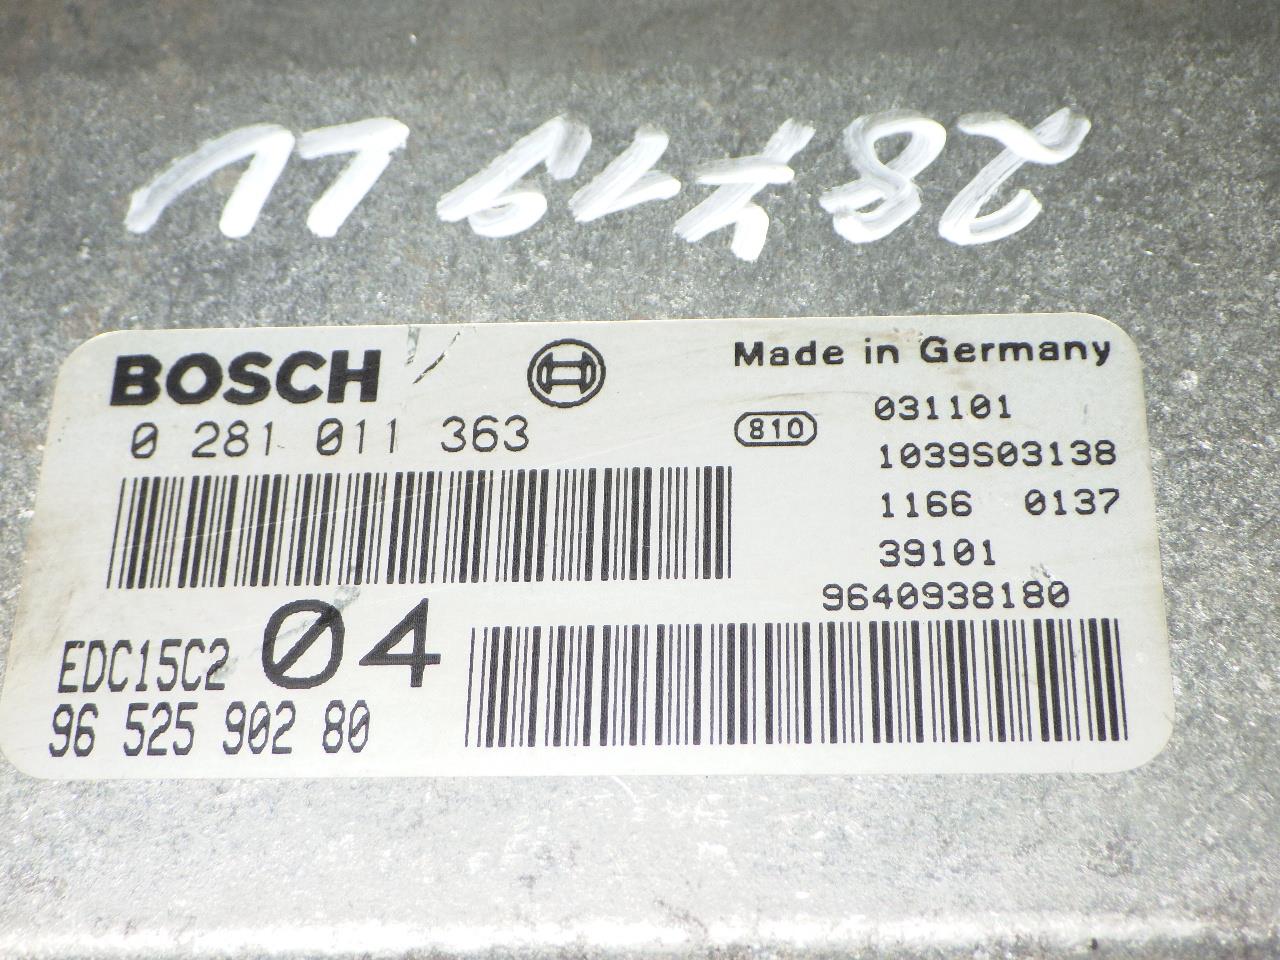 BOSCH
Made in Germany
0 281 011 363
810
031101
1039S03138
1166 0137
39101
9640938180
EDC15C2 04
96 525 902 80